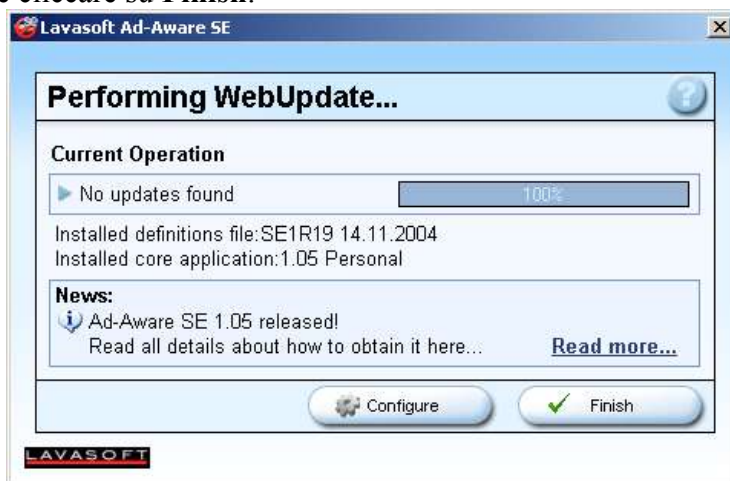 e cliccare su Finish.
Lavasoft Ad-Aware SE
Performing WebUpdate...
Current Operation
No updates found
100%
Installed definitions file:SE1R19 14.11.2004
Installed core application:1.05 Personal
News:
Ad-Aware SE 1.05 released!
Read all details about how to obtain it here...
Read more...
Configure
Finish
LAVASOFT